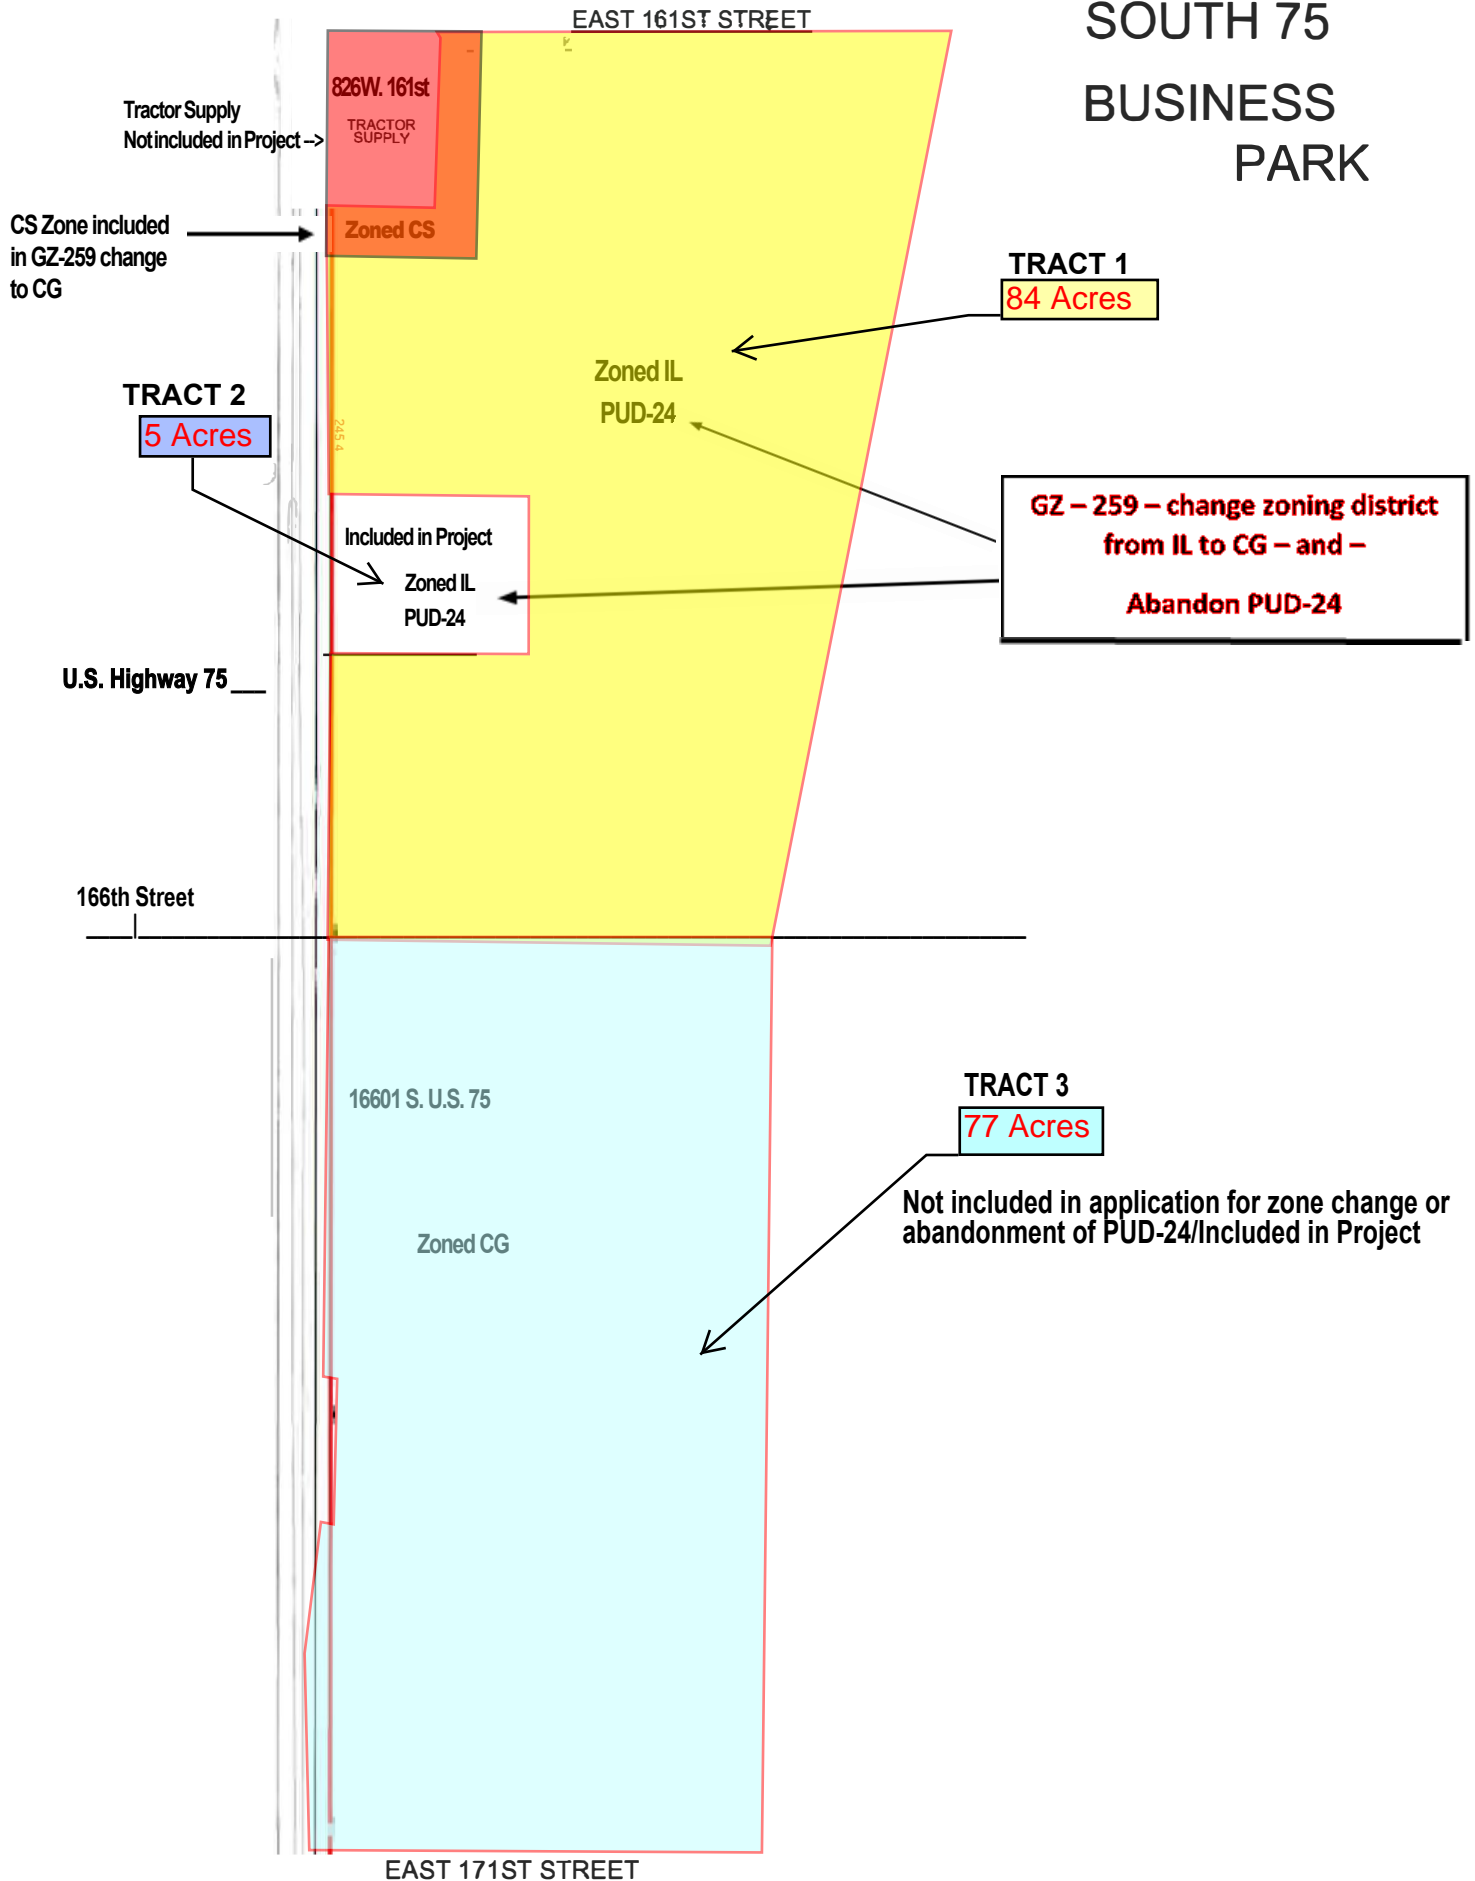 EAST 161ST STREET
SOUTH 75
BUSINESS
PARK
826W. 161st
TRACTOR
SUPPLY
Tractor Supply
Not included in Project -->
CS Zone included
in GZ-259 change
to CG
Zoned CS
TRACT 1
84 Acres
Zoned IL
PUD-24
TRACT 2
5 Acres
245.4
GZ – 259 – change zoning district
from IL to CG – and –
Abandon PUD-24
Included in Project
Zoned IL
PUD-24
U.S. Highway 75 ___
166th Street
16601 S. U.S. 75
TRACT 3
77 Acres
Not included in application for zone change or
abandonment of PUD-24/Included in Project
Zoned CG
EAST 171ST STREET